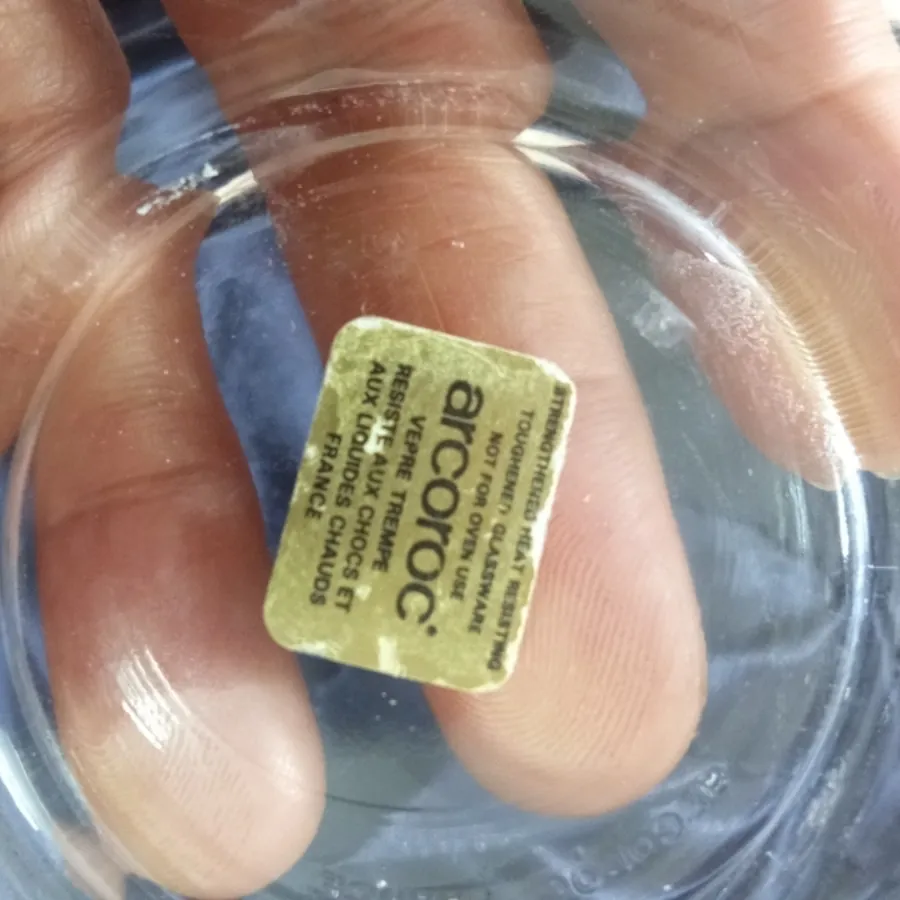 STRENGTHENED HEAT RESISTING
TOUGHENED GLASSWARE
NOT FOR OVEN USE
arcoroc
VERRE TREMPE
RESISTE AUX CHOCS ET
AUX LIQUIDES CHAUDS
FRANCE